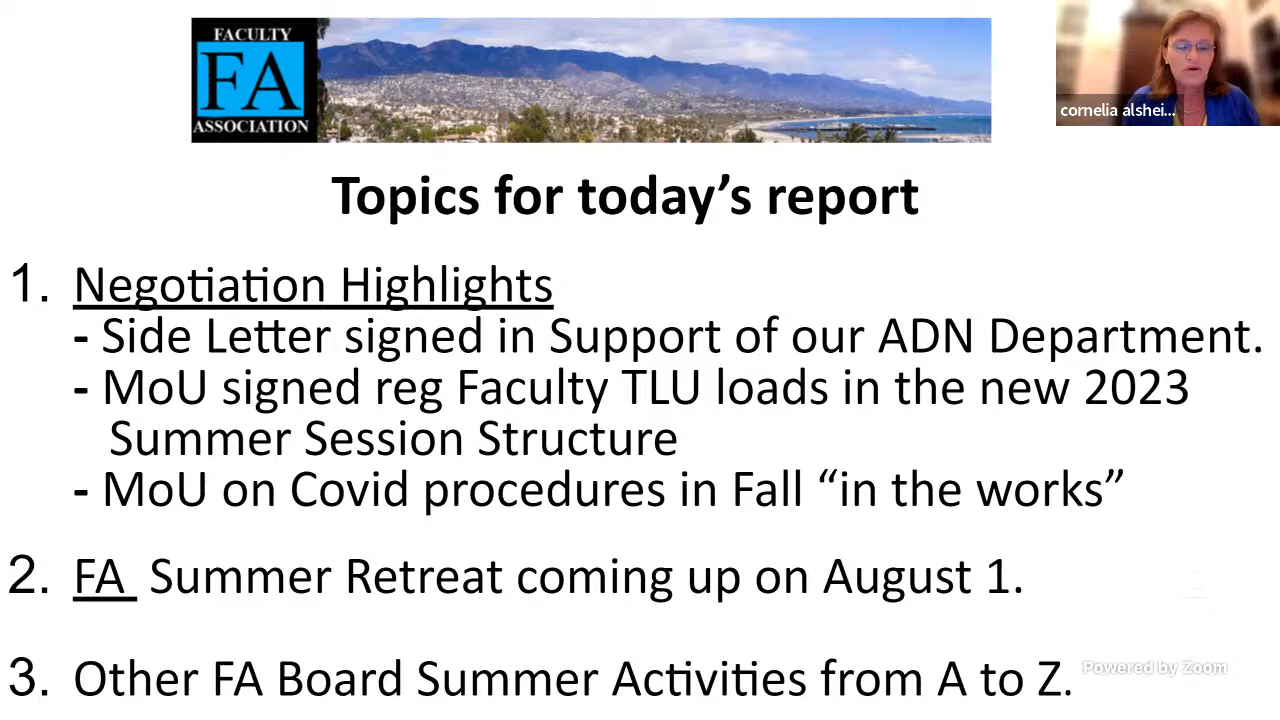 FACULTY
FA
ASSOCIATION
cornelia alshei...
Topics for today’s report
1. Negotiation Highlights
- Side Letter signed in Support of our ADN Department.
- MoU signed reg Faculty TLU loads in the new 2023
Summer Session Structure
- MoU on Covid procedures in Fall “in the works”
2. FA Summer Retreat coming up on August 1.
3. Other FA Board Summer Activities from A to Z.
Powered by Zoom